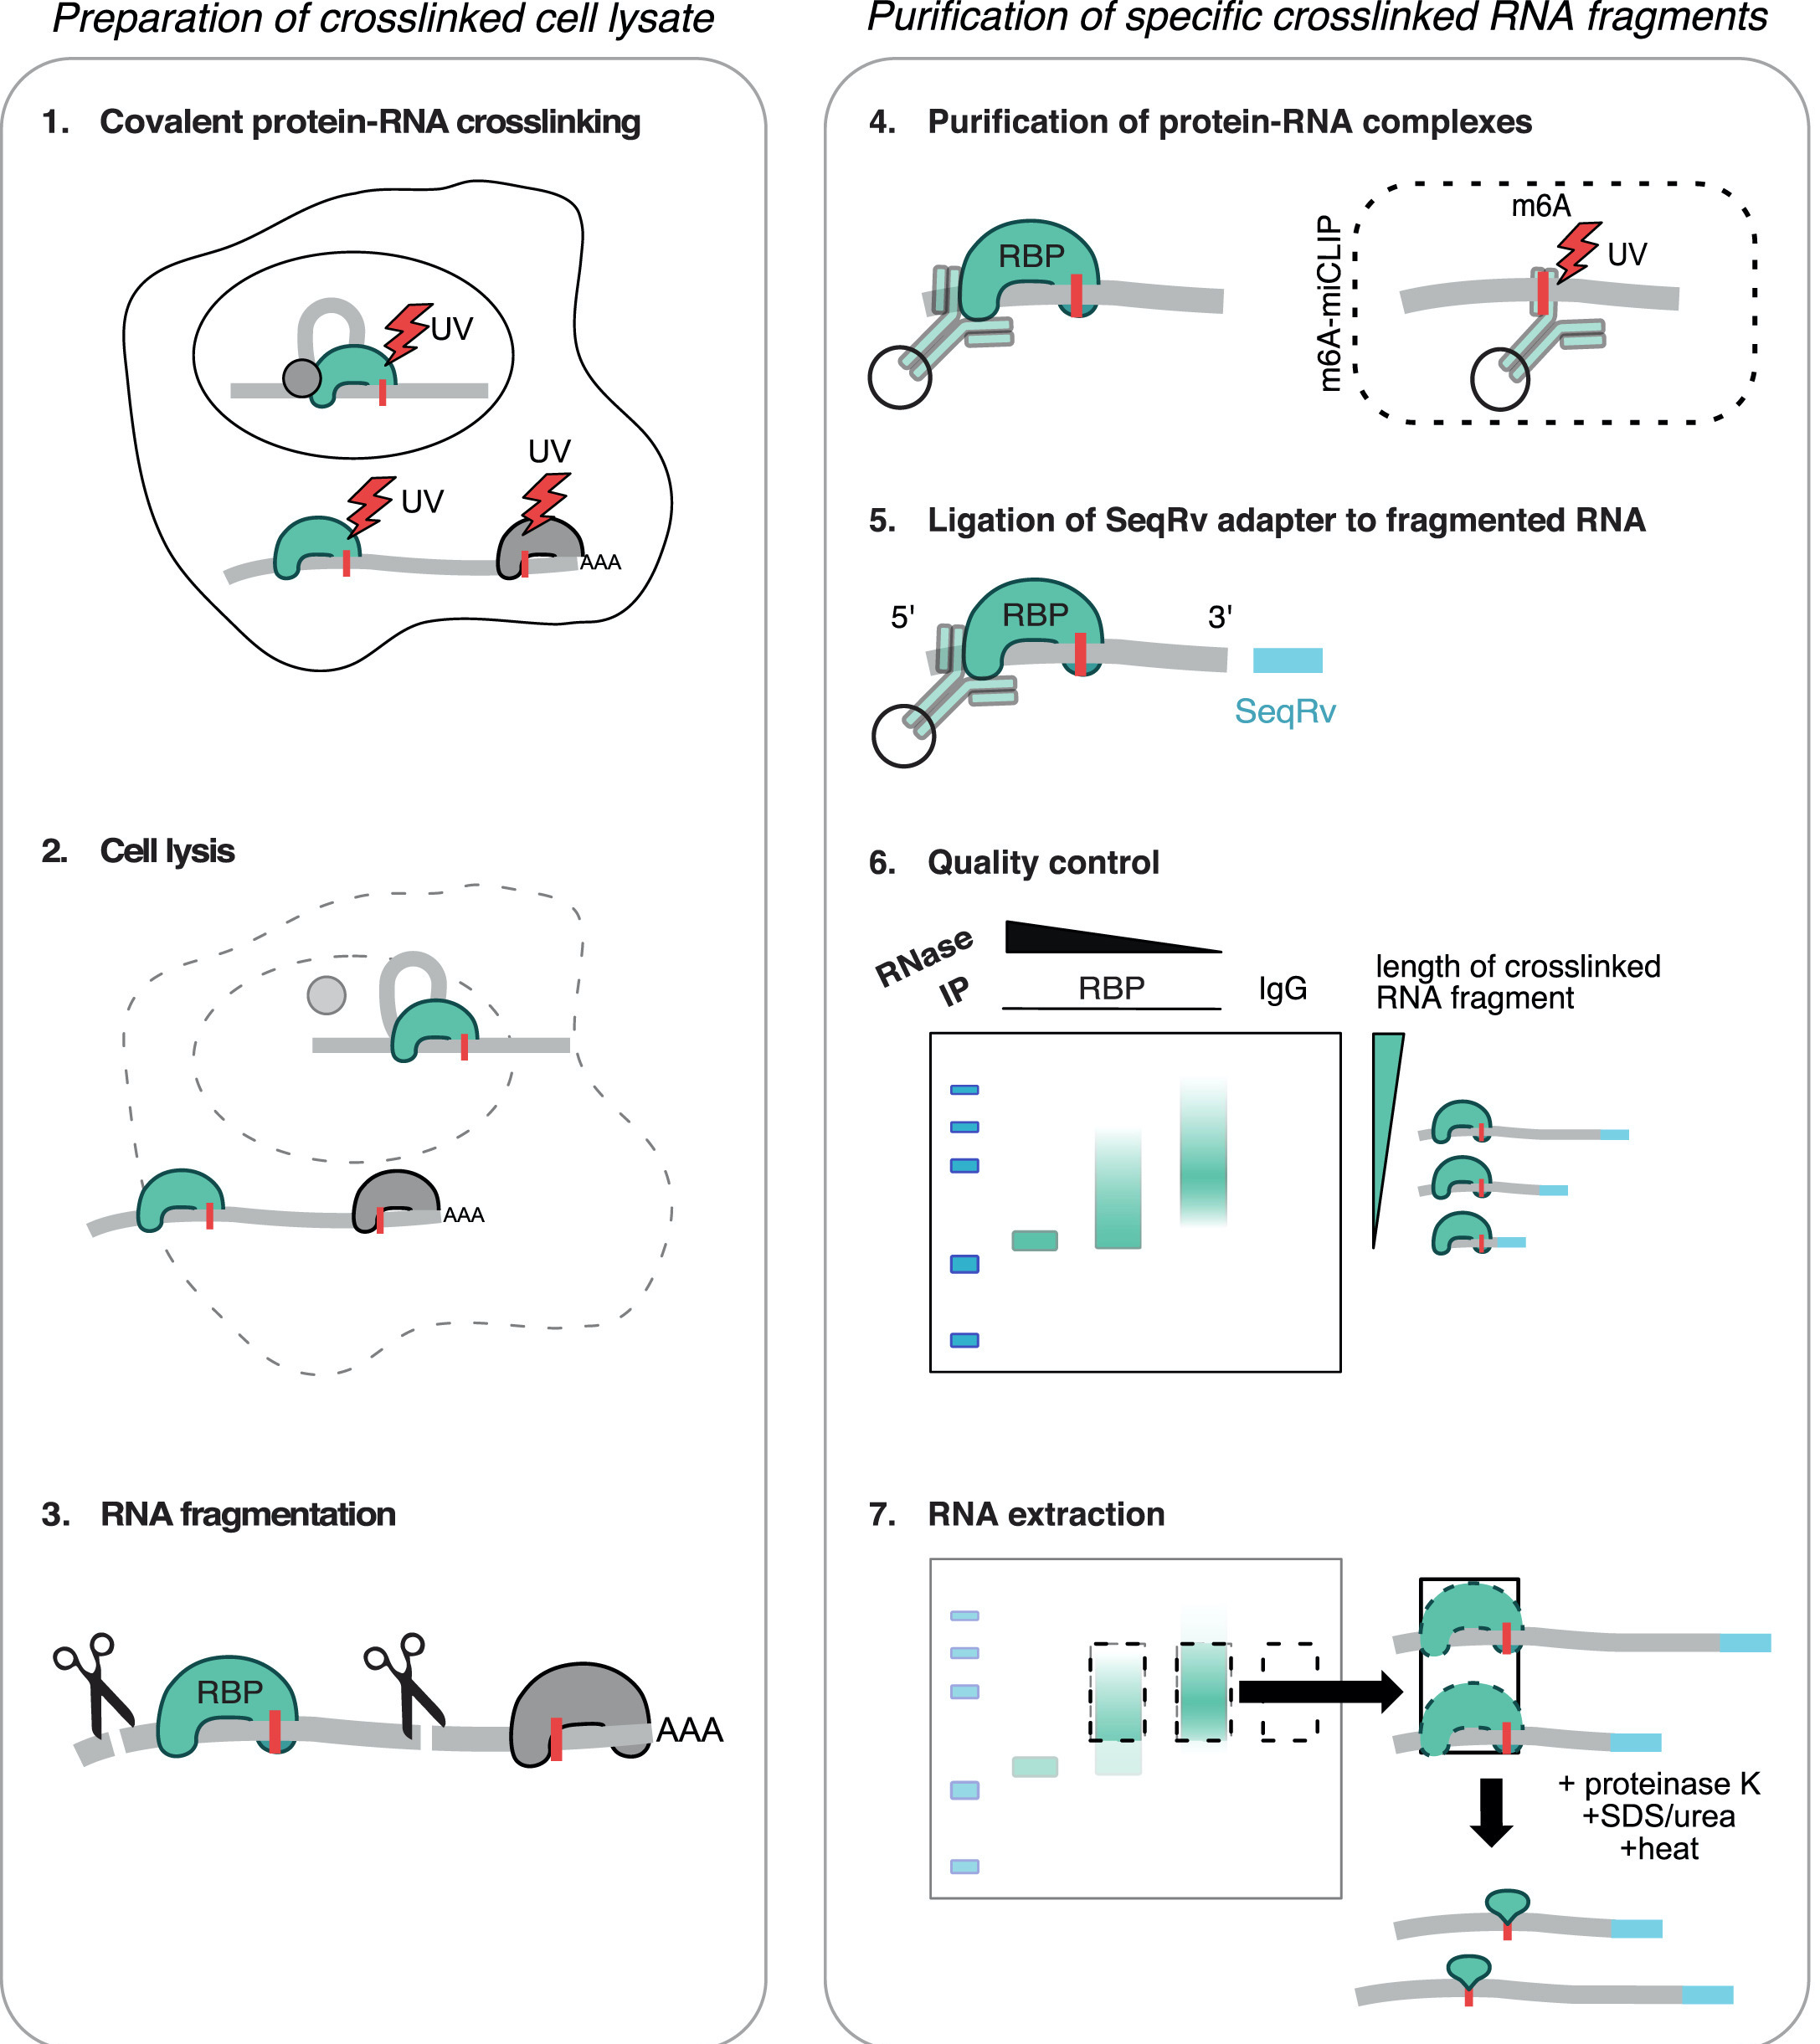 Preparation of crosslinked cell lysate
1. Covalent protein-RNA crosslinking
UV
UV
UV
AAA
2. Cell lysis
AAA
3. RNA fragmentation
RBP
AAA
Purification of specific crosslinked RNA fragments
4. Purification of protein-RNA complexes
RBP
m6A-miCLIP
m6A
UV
5. Ligation of SeqRv adapter to fragmented RNA
5'
RBP
3'
SeqRv
6. Quality control
RNase
IP
RBP
IgG
length of crosslinked
RNA fragment
7. RNA extraction
+ proteinase K
+SDS/urea
+heat